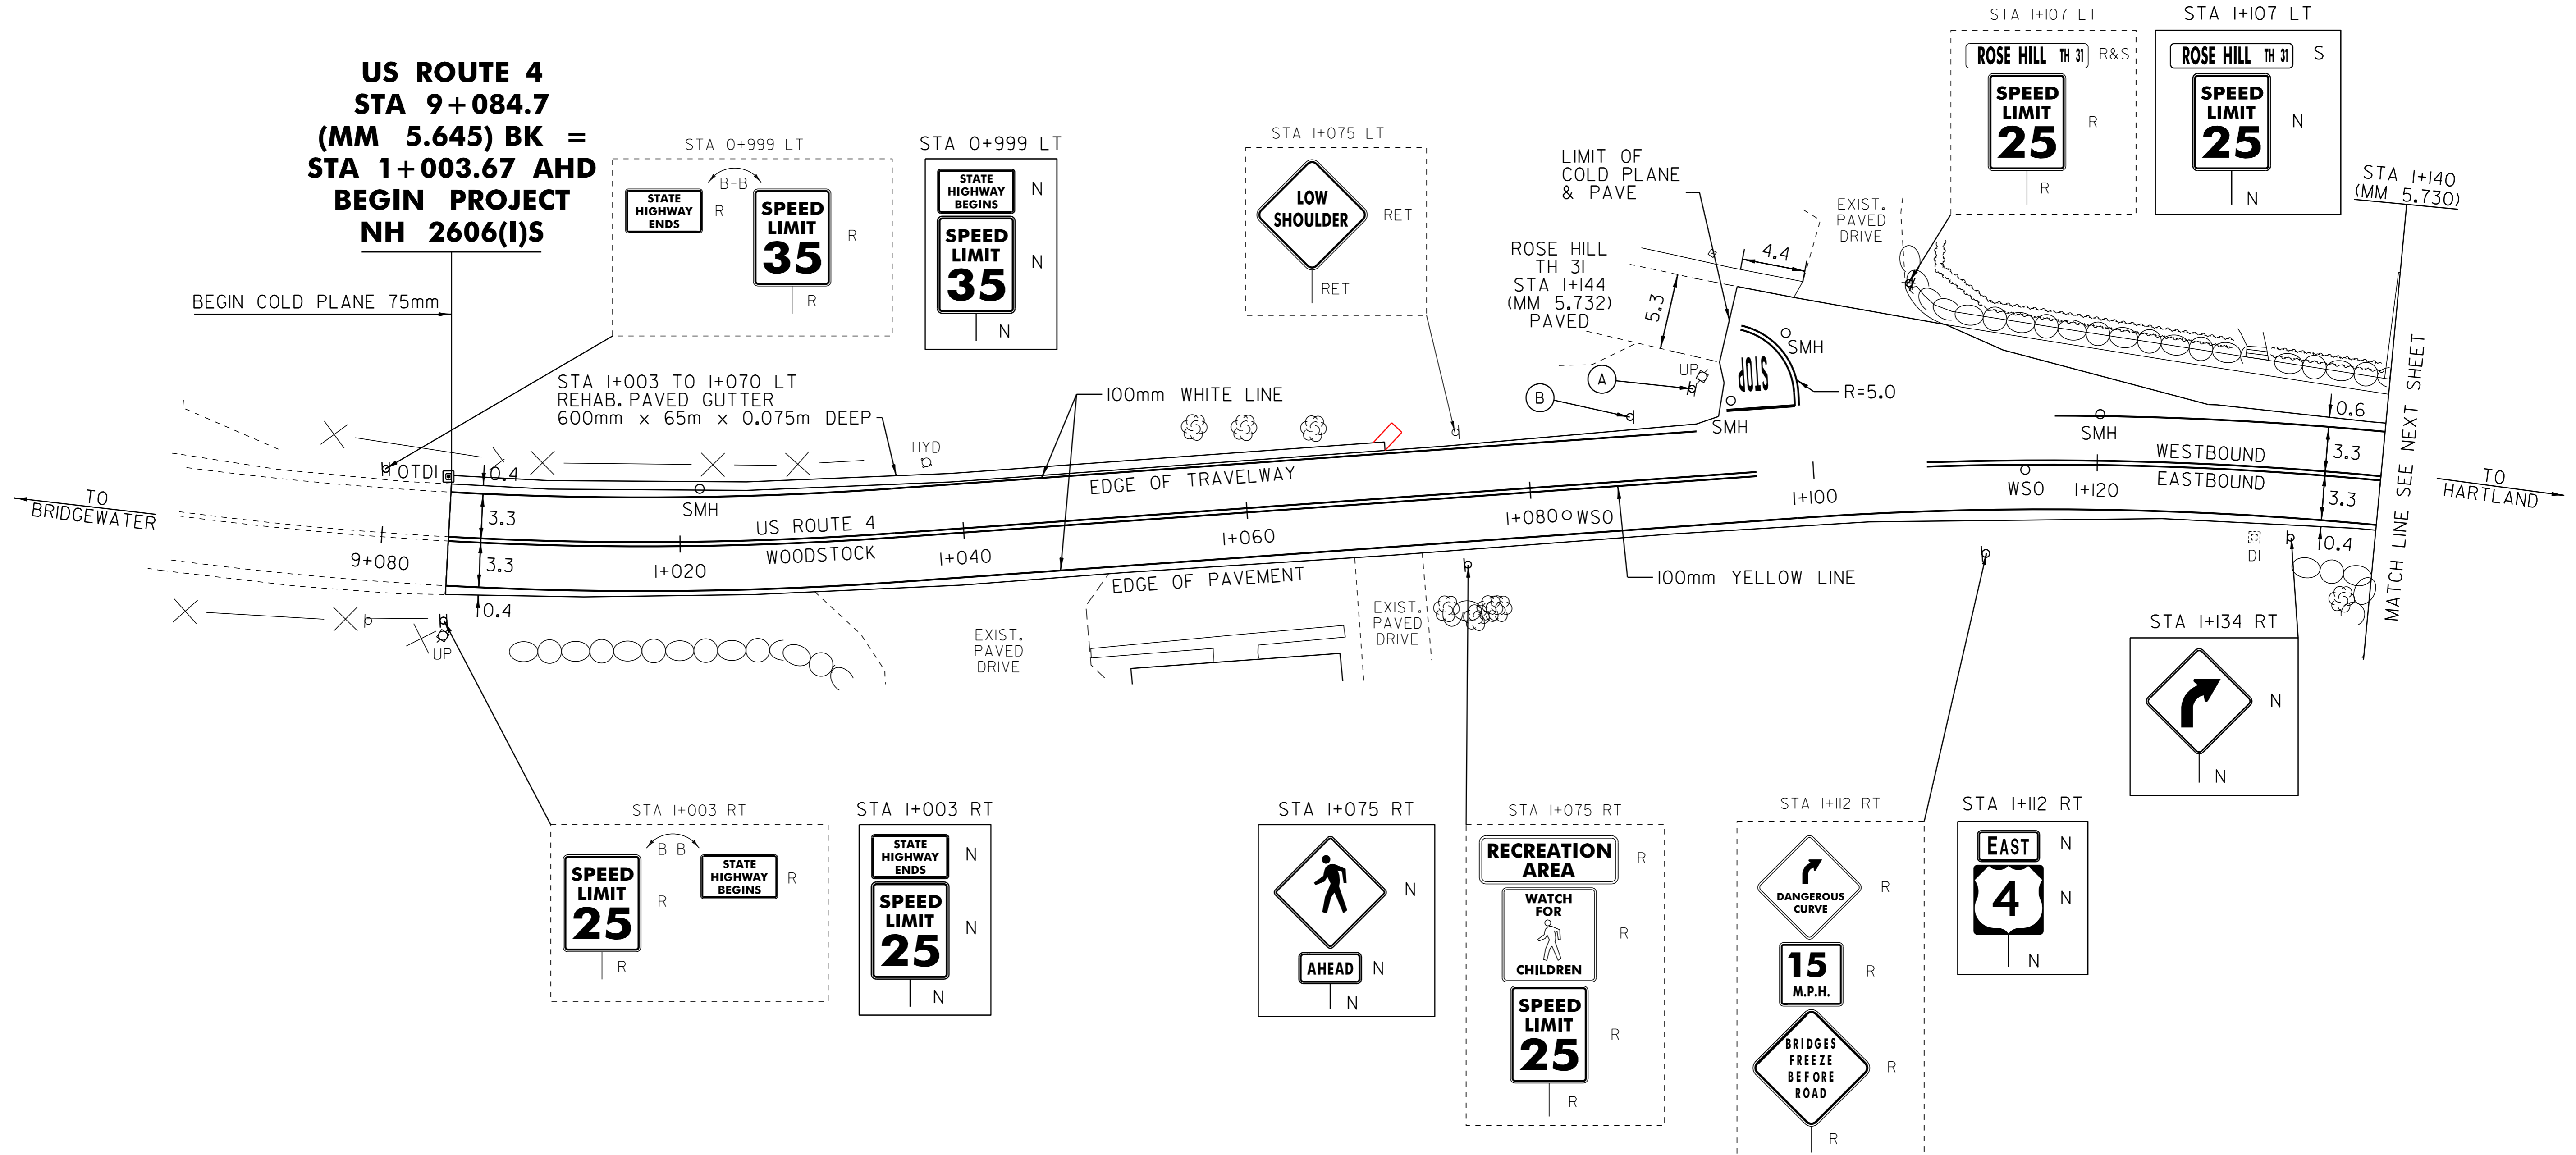 US ROUTE 4
STA 9+084.7
(MM 5.645) BK =
STA 1+003.67 AHD
BEGIN PROJECT
NH 2606(1)S
BEGIN COLD PLANE 75mm
STA 0+999 LT
B-B
STATE
HIGHWAY
ENDS
R
SPEED
LIMIT
35
R
R
STA 0+999 LT
STATE
HIGHWAY
BEGINS
N
SPEED
LIMIT
35
N
N
STA 1+075 LT
LOW
SHOULDER
RET
RET
LIMIT OF
COLD PLANE
& PAVE
ROSE HILL
TH 31
STA 1+144
(MM 5.732)
PAVED
EXIST.
PAVED
DRIVE
4.4
5.3
STA 1+107 LT
ROSE HILL TH 31
R&S
SPEED
LIMIT
25
R
R
STA 1+107 LT
ROSE HILL TH 31
S
SPEED
LIMIT
25
N
N
STA 1+140
(MM 5.730)
STA 1+003 TO 1+070 LT
REHAB. PAVED GUTTER
600mm x 65m x 0.075m DEEP
100mm WHITE LINE
HYD
OTDI
0.4
SMH
3.3
3.3
0.4
UP
A
B
UP
STOP
SMH
SMH
R=5.0
EDGE OF TRAVELWAY
US ROUTE 4
WOODSTOCK
EDGE OF PAVEMENT
9+080
1+020
1+040
1+060
1+080
WSO
1+100
WSO
1+120
SMH
WESTBOUND
EASTBOUND
0.6
3.3
3.3
0.4
DI
100mm YELLOW LINE
TO
BRIDGEWATER
TO
HARTLAND
MATCH LINE SEE NEXT SHEET
EXIST.
PAVED
DRIVE
EXIST.
PAVED
DRIVE
STA 1+134 RT
N
N
STA 1+003 RT
B-B
SPEED
LIMIT
25
R
R
STATE
HIGHWAY
BEGINS
R
STA 1+003 RT
STATE
HIGHWAY
ENDS
N
SPEED
LIMIT
25
N
N
STA 1+075 RT
N
AHEAD
N
N
STA 1+075 RT
RECREATION
AREA
R
WATCH
FOR
CHILDREN
R
SPEED
LIMIT
25
R
R
STA 1+112 RT
DANGEROUS
CURVE
R
15
M.P.H.
R
BRIDGES
FREEZE
BEFORE
ROAD
R
R
STA 1+112 RT
EAST
N
4
N
N